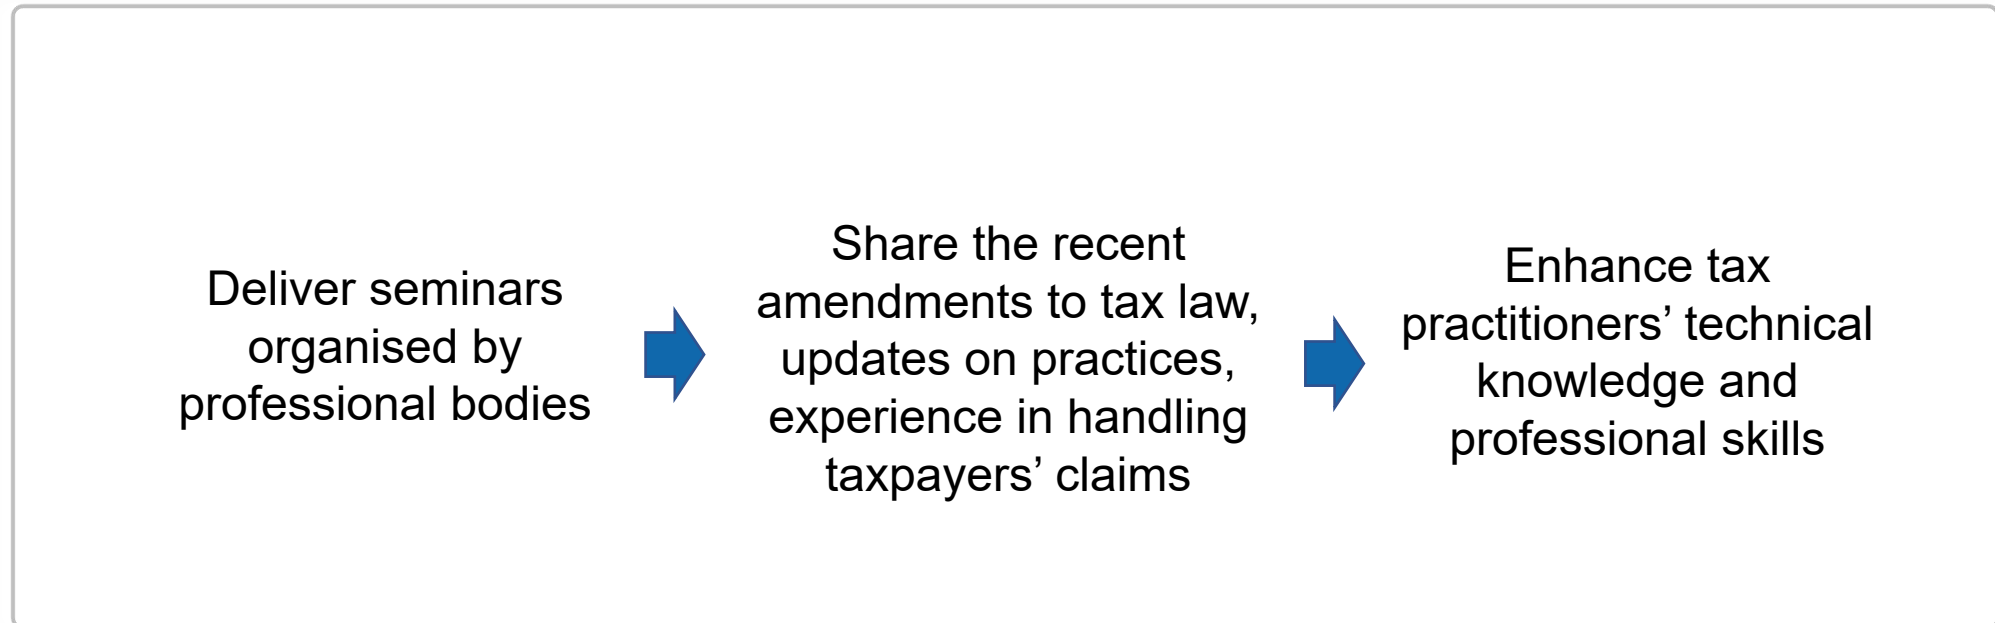 Deliver seminars
organised by
professional bodies
Share the recent
amendments to tax law,
updates on practices,
experience in handling
taxpayers’ claims
Enhance tax
practitioners’ technical
knowledge and
professional skills